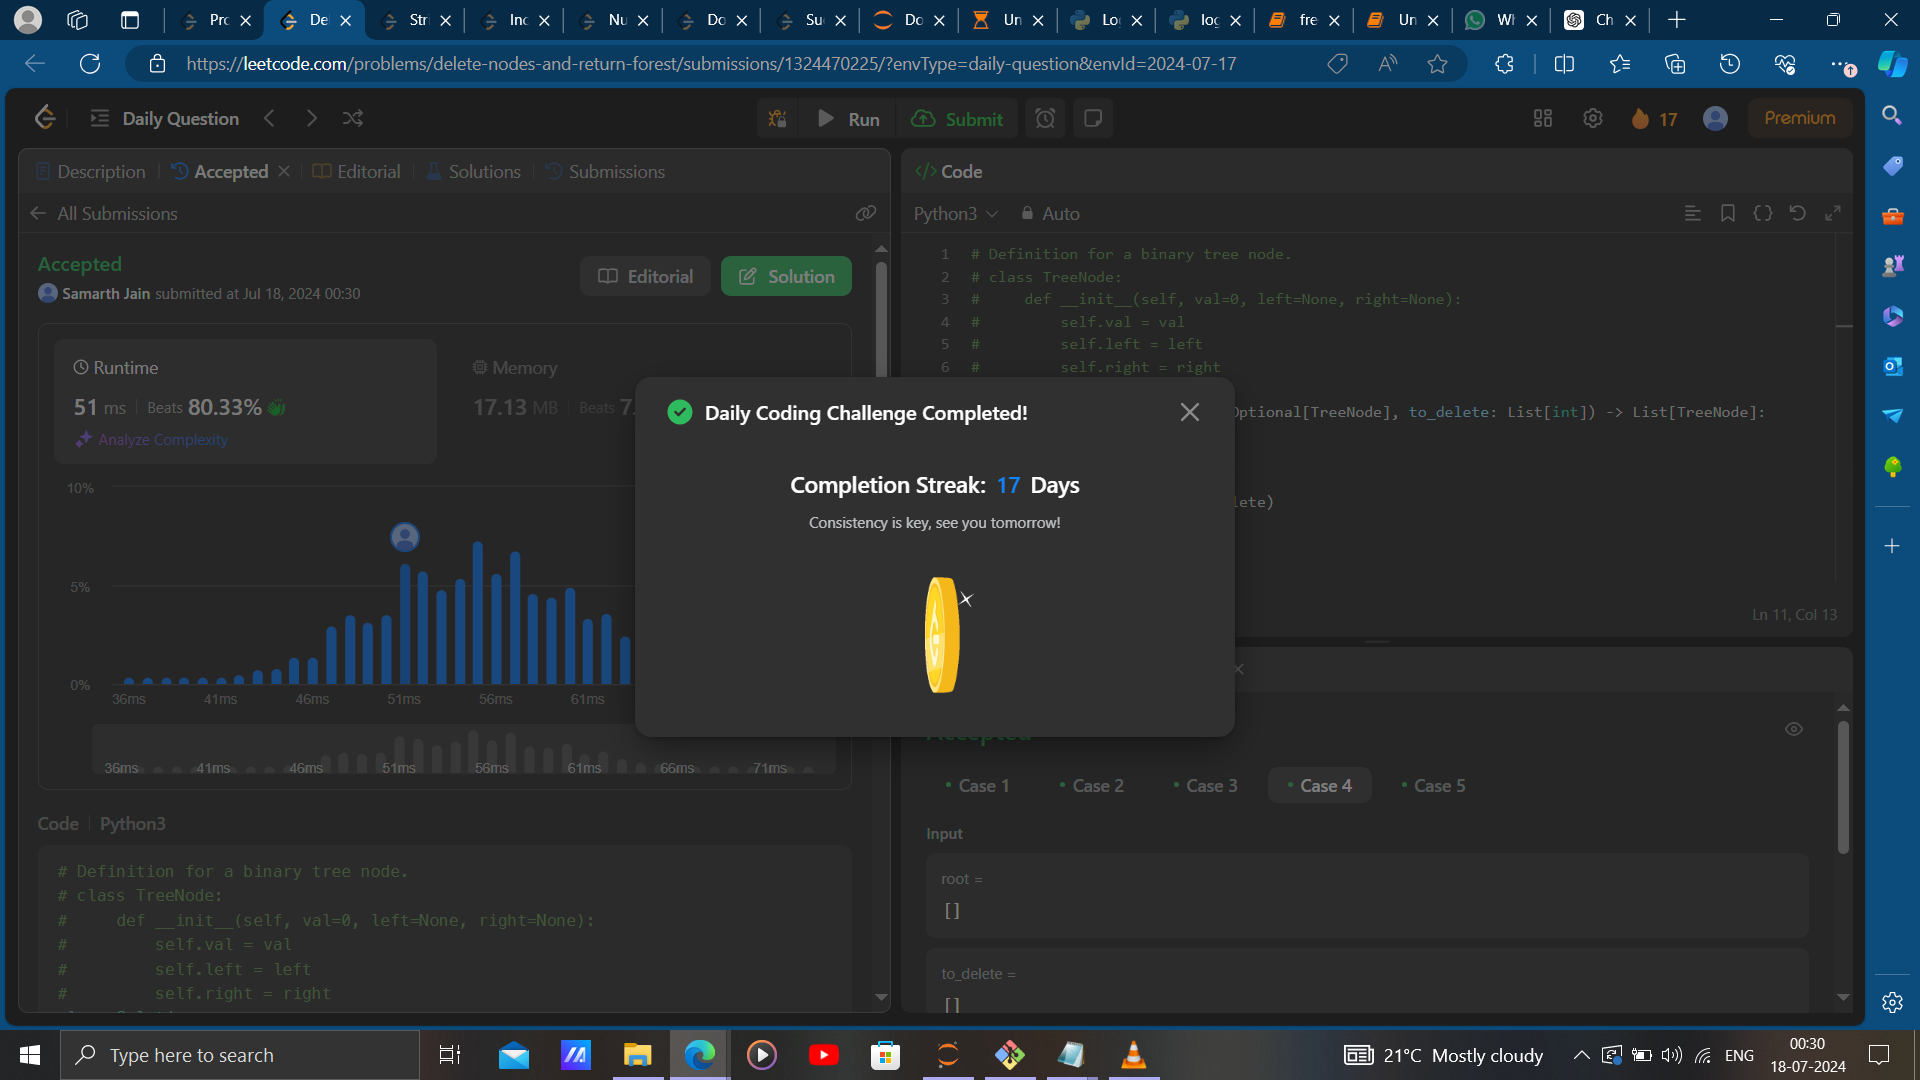 Pro
De
Stri
Inc
Nu
Do
Su
Do
Un
Lo
log
fre
Un
Wh
Ch
https://leetcode.com/problems/delete-nodes-and-return-forest/submissions/1324470225/?envType=daily-question&envId=2024-07-17
Daily Question
Run
Submit
17
Premium
Description
Accepted
Editorial
Solutions
Submissions
All Submissions
Accepted
Editorial
Solution
Samarth Jain submitted at Jul 18, 2024 00:30
Runtime
51 ms | Beats 80.33%
Analyze Complexity
Memory
17.13 MB | Beats 7.
10%
5%
0%
36ms 41ms 46ms 51ms 56ms 61ms
36ms 41ms 46ms 51ms 56ms 61ms 66ms 71ms
Code | Python3
# Definition for a binary tree node.
# class TreeNode:
#     def __init__(self, val=0, left=None, right=None):
#         self.val = val
#         self.left = left
#         self.right = right
Daily Coding Challenge Completed!
Completion Streak: 17 Days
Consistency is key, see you tomorrow!
</> Code
Python3
Auto
1 # Definition for a binary tree node.
2 # class TreeNode:
3 #     def __init__(self, val=0, left=None, right=None):
4 #         self.val = val
5 #         self.left = left
6 #         self.right = right
Optional[TreeNode], to_delete: List[int]) -> List[TreeNode]:
lete)
Ln 11, Col 13
Accepted
Case 1
Case 2
Case 3
Case 4
Case 5
Input
root =
[]
to_delete =
[]
Type here to search
21°C Mostly cloudy
ENG
00:30
18-07-2024